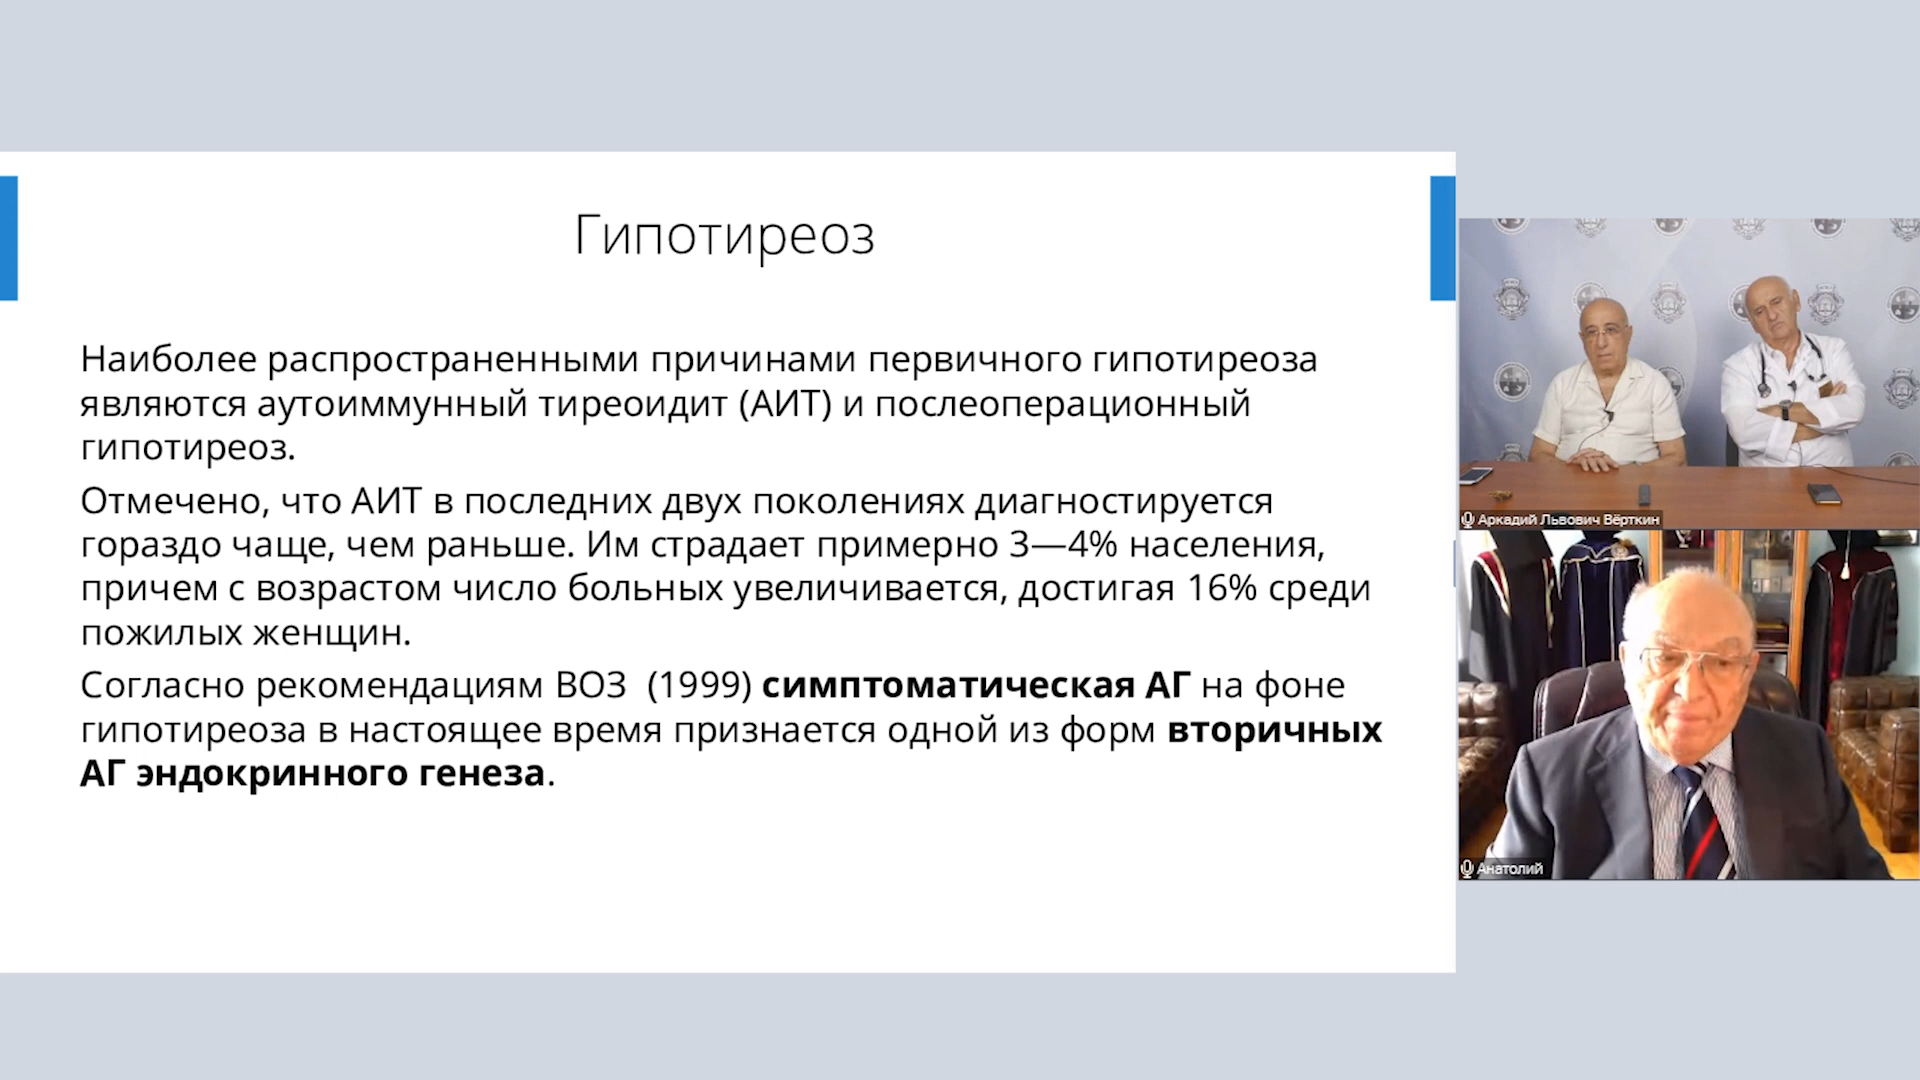 Гипотиреоз
Наиболее распространенными причинами первичного гипотиреоза
являются аутоиммунный тиреоидит (АИТ) и послеоперационный
гипотиреоз.
Отмечено, что АИТ в последних двух поколениях диагностируется
гораздо чаще, чем раньше. Им страдает примерно 3—4% населения,
причем с возрастом число больных увеличивается, достигая 16% среди
пожилых женщин.
Согласно рекомендациям ВОЗ (1999) симптоматическая АГ на фоне
гипотиреоза в настоящее время признается одной из форм вторичных
АГ эндокринного генеза.
Аркадий Львович Вёрткин
Анатолий